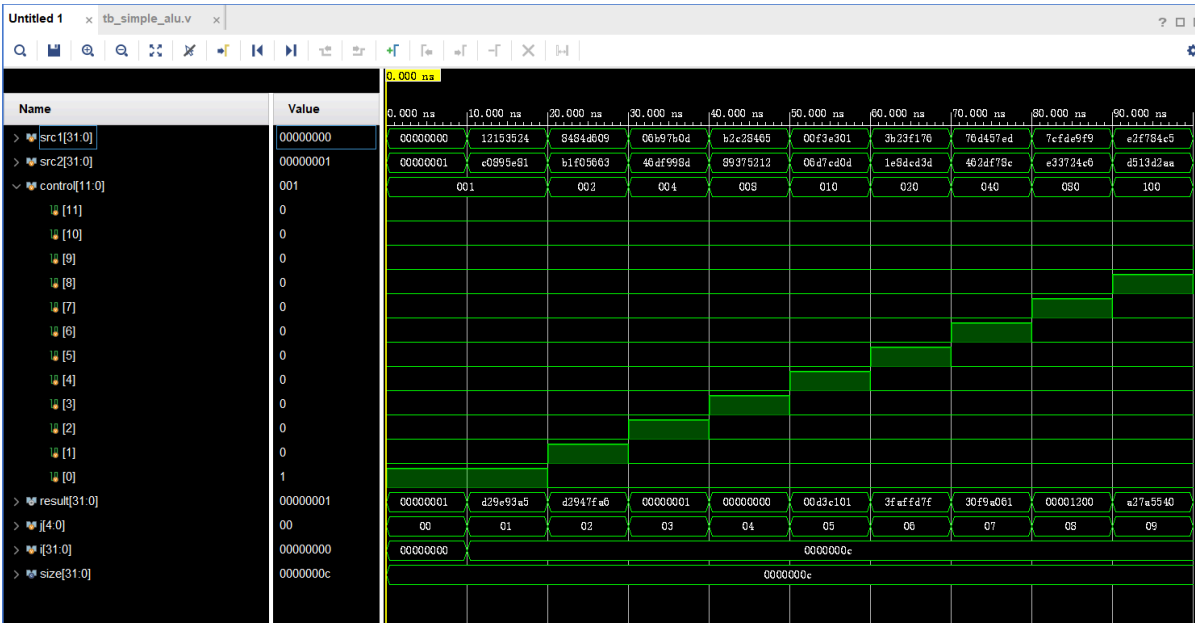 Untitled 1 × tb_simple_alu.v ×
?
0.000 ns
Name Value 0.000 ns 10.000 ns 20.000 ns 30.000 ns 40.000 ns 50.000 ns 60.000 ns 70.000 ns 80.000 ns 90.000 ns
src1[31:0] 00000000 00000000 12153524 8484d609 06b97b0d b2c28465 00f3e301 3b23f176 76d457ed 7cfde9f9 e2f784c5
src2[31:0] 00000001 00000001 c0895e81 b1f05663 46df998d 89375212 06d7cd0d 1e8dcd3d 462df78c e33724c6 d513d2aa
control[11:0] 001 001 002 004 008 010 020 040 080 100
[11] 0
[10] 0
[9] 0
[8] 0
[7] 0
[6] 0
[5] 0
[4] 0
[3] 0
[2] 0
[1] 0
[0] 1
result[31:0] 00000001 00000001 d29e93a5 d2947fa6 00000001 00000000 00d3c101 3faffd7f 30f9a061 00001200 a27a5540
j[4:0] 00 00 01 02 03 04 05 06 07 08 09
i[31:0] 00000000 00000000 0000000c
size[31:0] 0000000c 0000000c